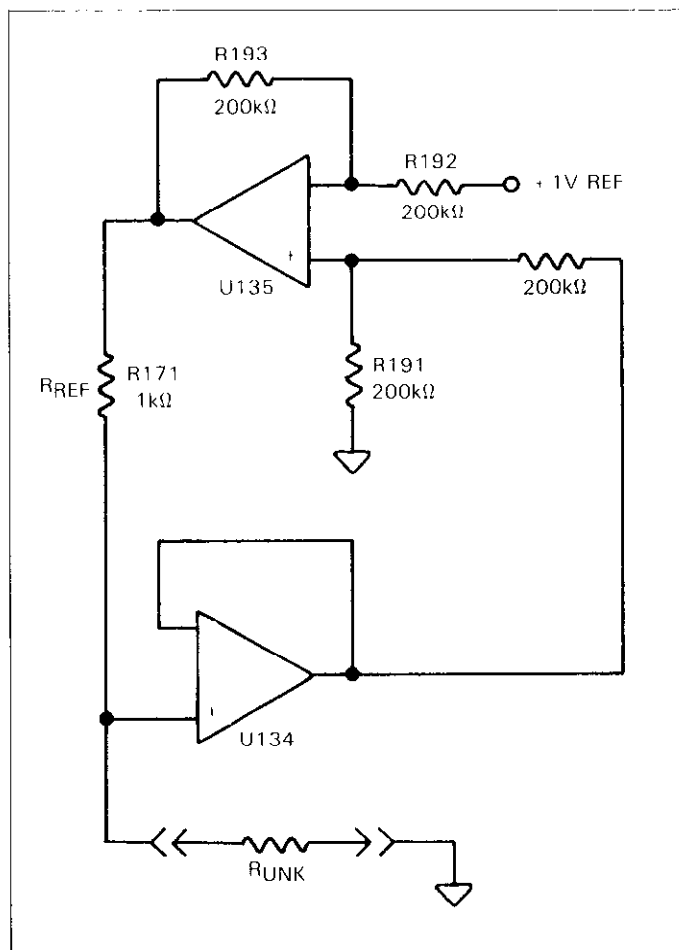 R193
200kΩ
R192
+ 1V REF
200kΩ
+
U135
200kΩ
RREF
R171
1kΩ
R191
200kΩ
+
U134
RUNK